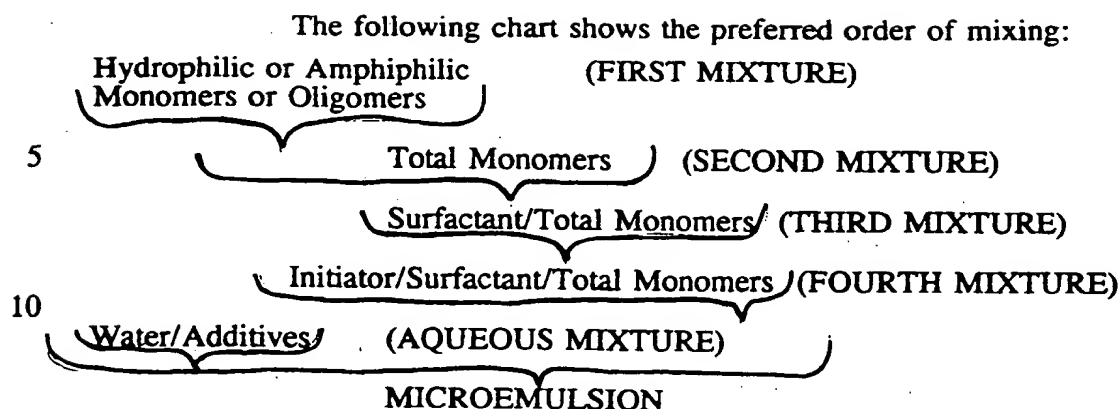 The following chart shows the preferred order of mixing:
Hydrophilic or Amphiphilic (FIRST MIXTURE)
Monomers or Oligomers
5 Total Monomers (SECOND MIXTURE)
Surfactant/Total Monomers (THIRD MIXTURE)
Initiator/Surfactant/Total Monomers (FOURTH MIXTURE)
10
Water/Additives (AQUEOUS MIXTURE)
MICROEMULSION